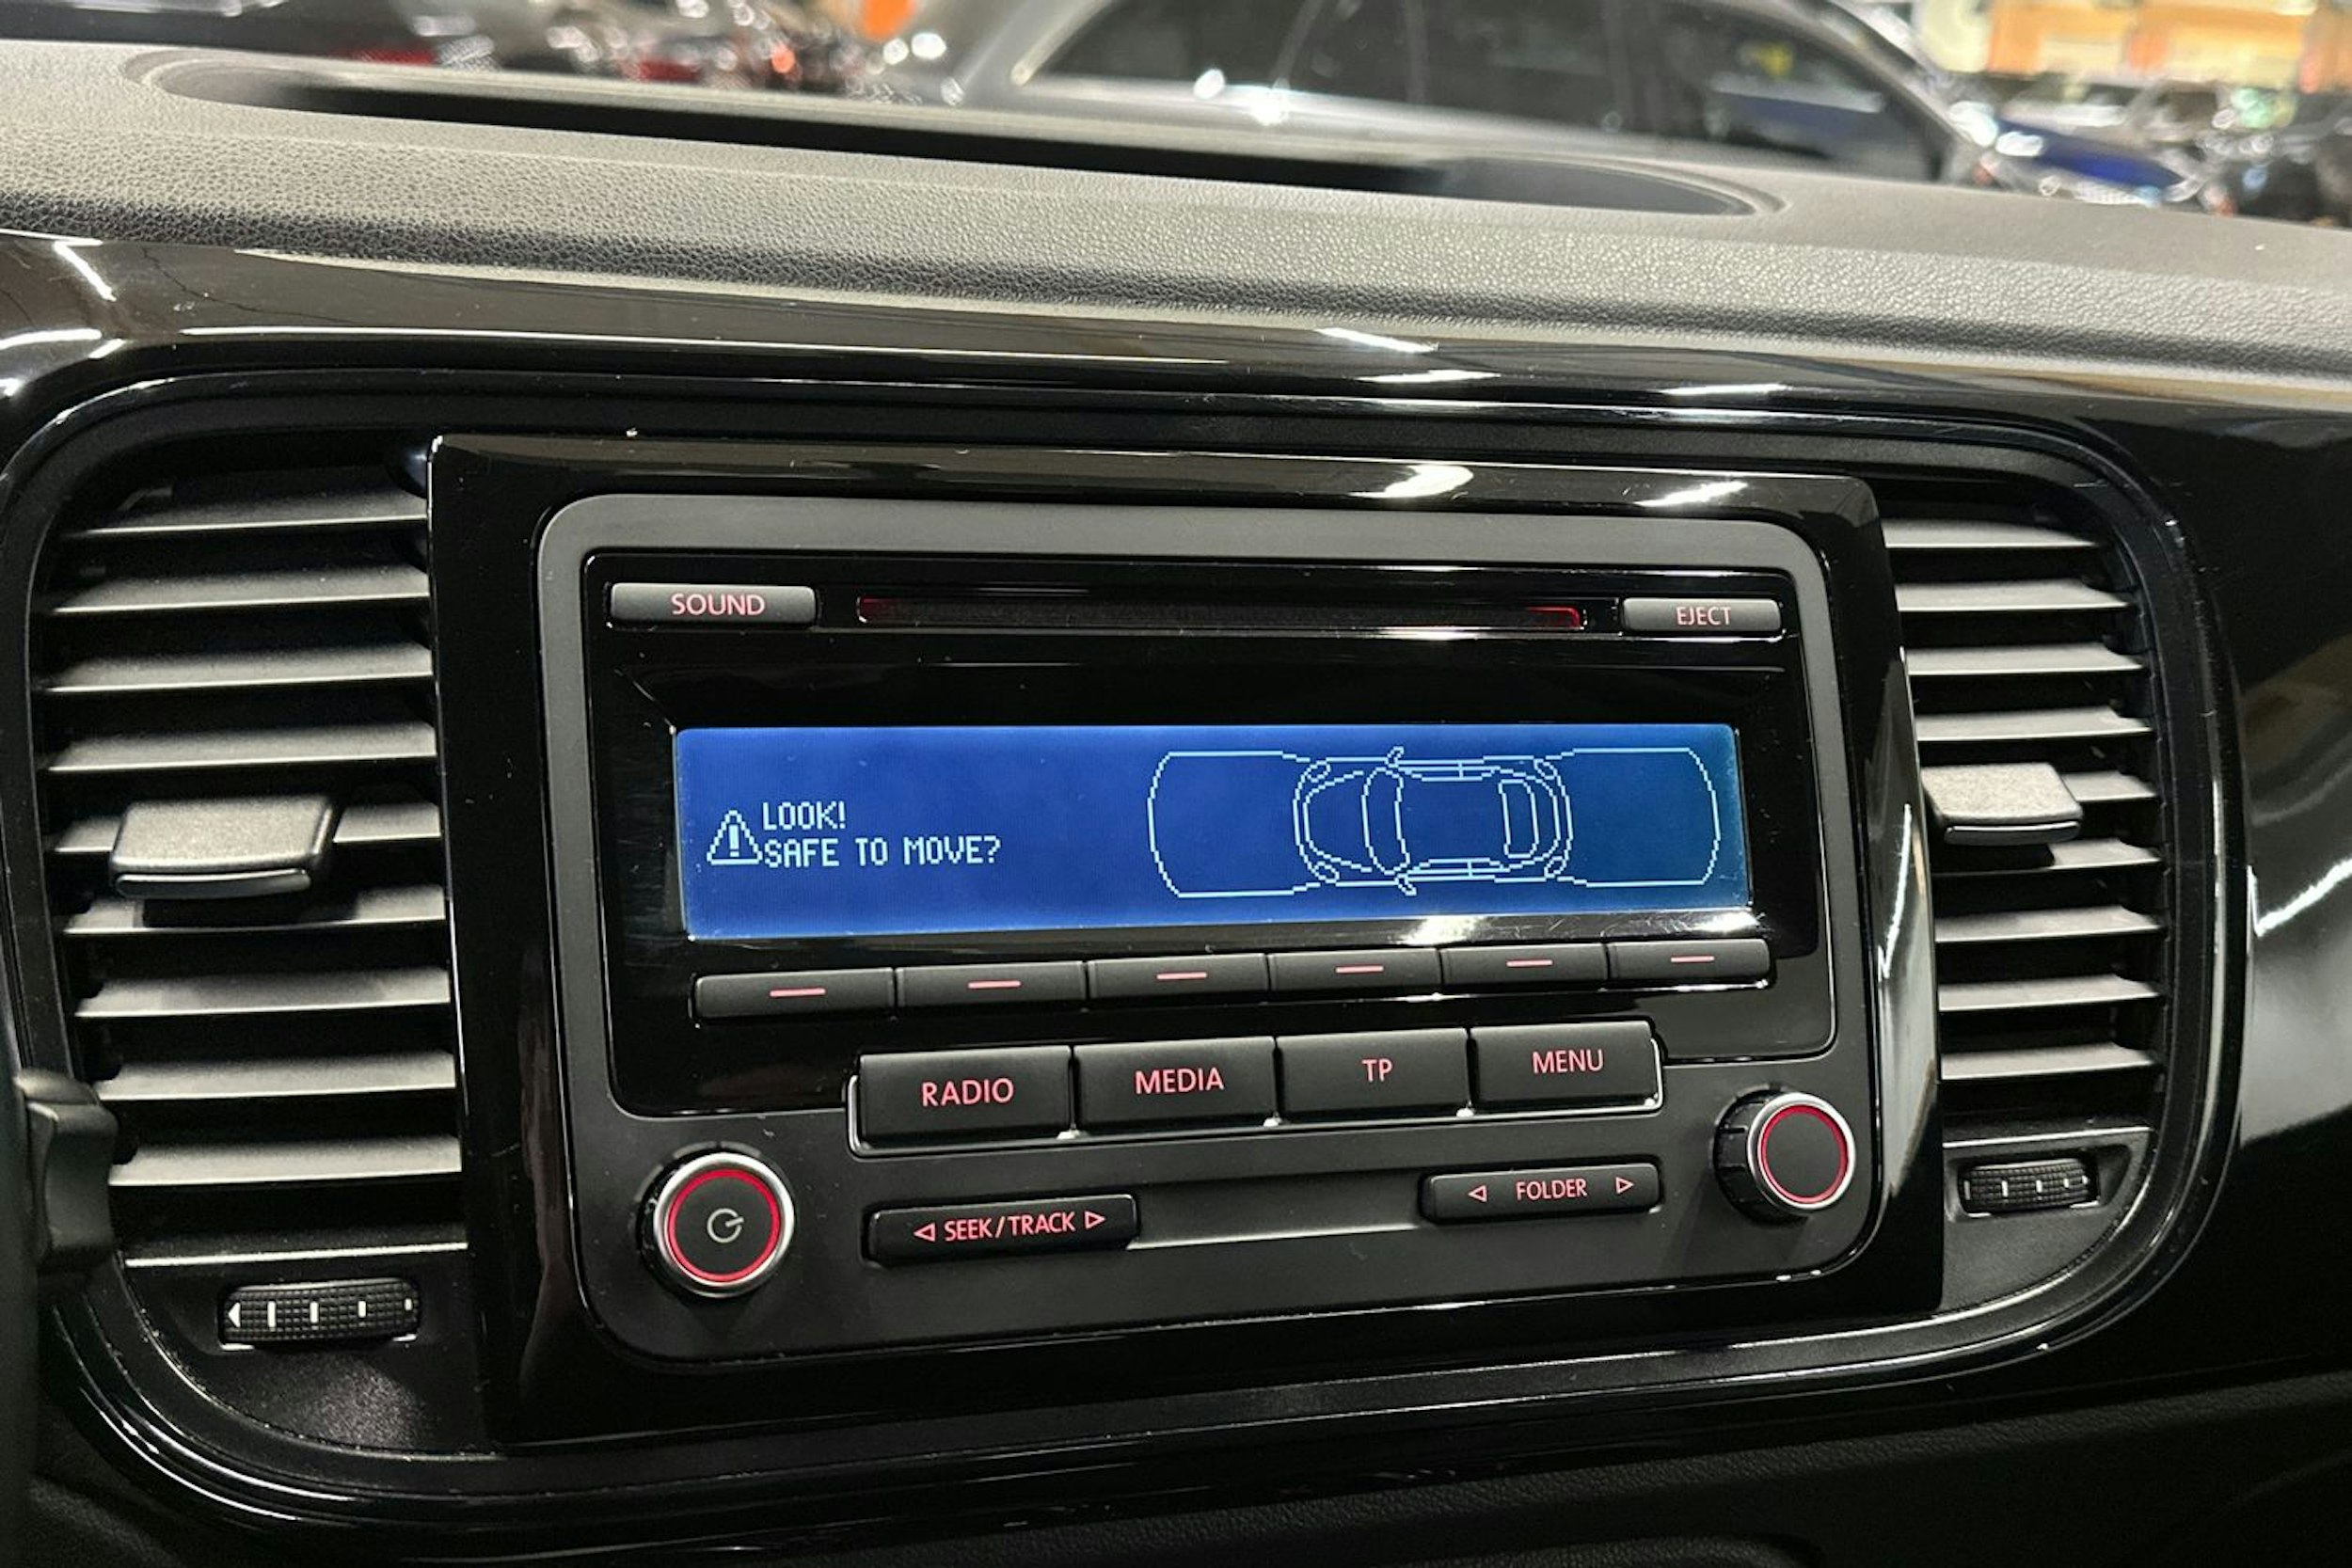 SOUND
EJECT
LOOK!
SAFE TO MOVE?
RADIO
MEDIA
TP
MENU
SEEK/TRACK
FOLDER